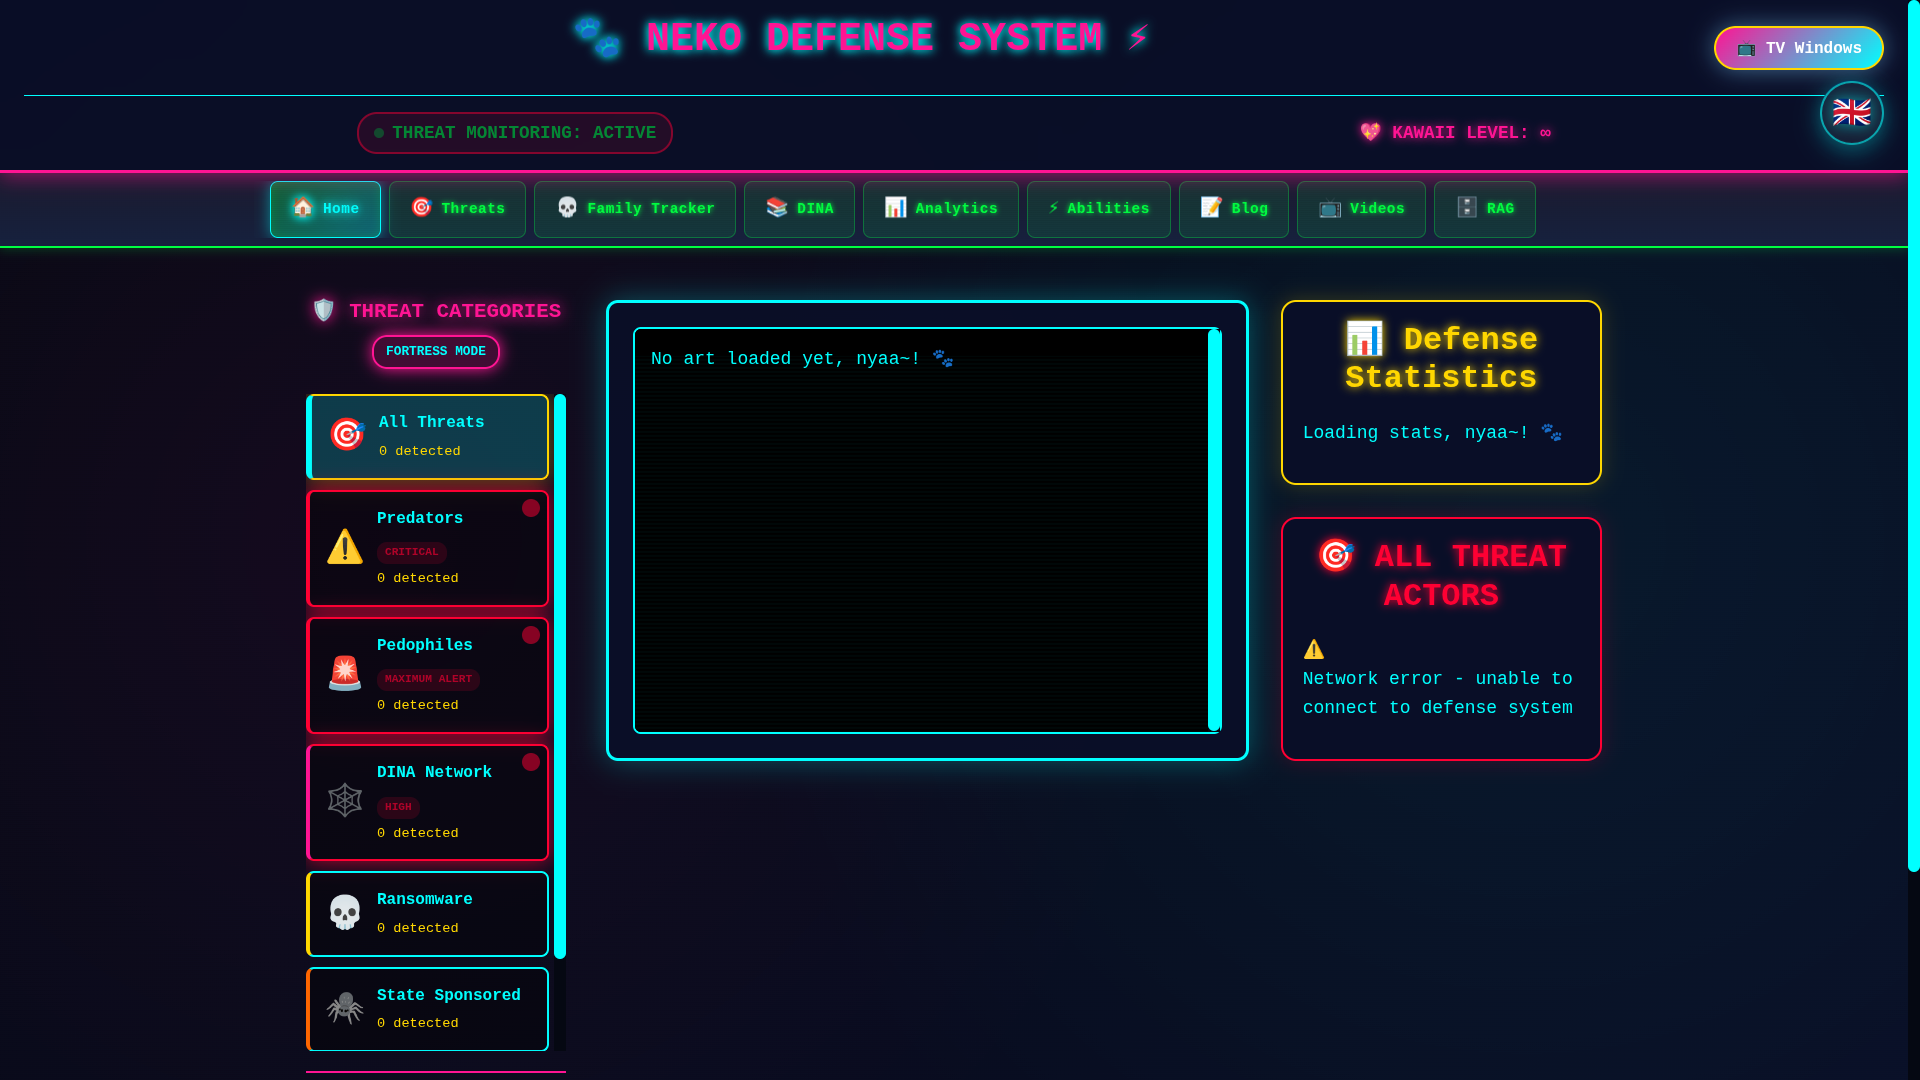 🐾 NEKO DEFENSE SYSTEM ⚡
📺 TV Windows
THREAT MONITORING: ACTIVE
💖 KAWAII LEVEL: ∞
🏠 Home
🎯 Threats
💀 Family Tracker
📚 DINA
📊 Analytics
⚡ Abilities
📝 Blog
📺 Videos
🗄️ RAG
🛡️ THREAT CATEGORIES
FORTRESS MODE
All Threats
0 detected
Predators
CRITICAL
0 detected
Pedophiles
MAXIMUM ALERT
0 detected
DINA Network
HIGH
0 detected
Ransomware
0 detected
State Sponsored
0 detected
No art loaded yet, nyaa~! 🐾
📊 Defense
Statistics
Loading stats, nyaa~! 🐾
🎯 ALL THREAT
ACTORS
⚠️
Network error - unable to
connect to defense system